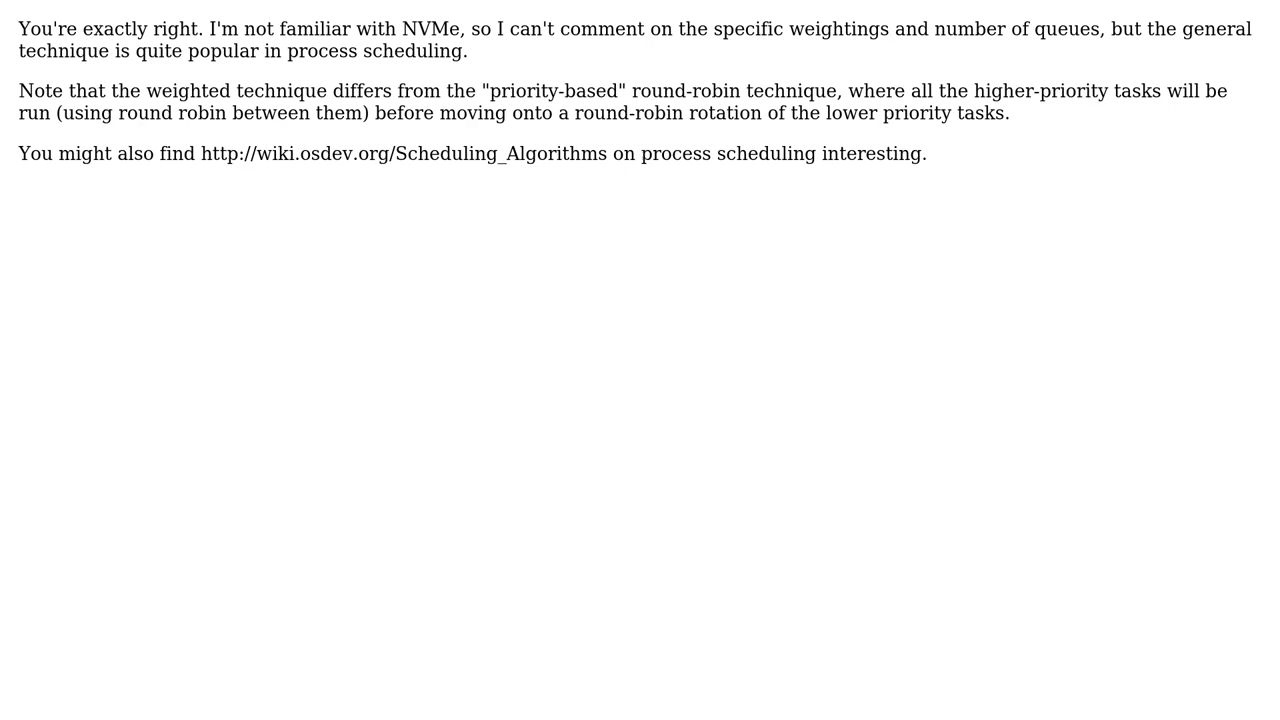 You're exactly right. I'm not familiar with NVMe, so I can't comment on the specific weightings and number of queues, but the general
technique is quite popular in process scheduling.
Note that the weighted technique differs from the "priority-based" round-robin technique, where all the higher-priority tasks will be
run (using round robin between them) before moving onto a round-robin rotation of the lower priority tasks.
You might also find http://wiki.osdev.org/Scheduling_Algorithms on process scheduling interesting.